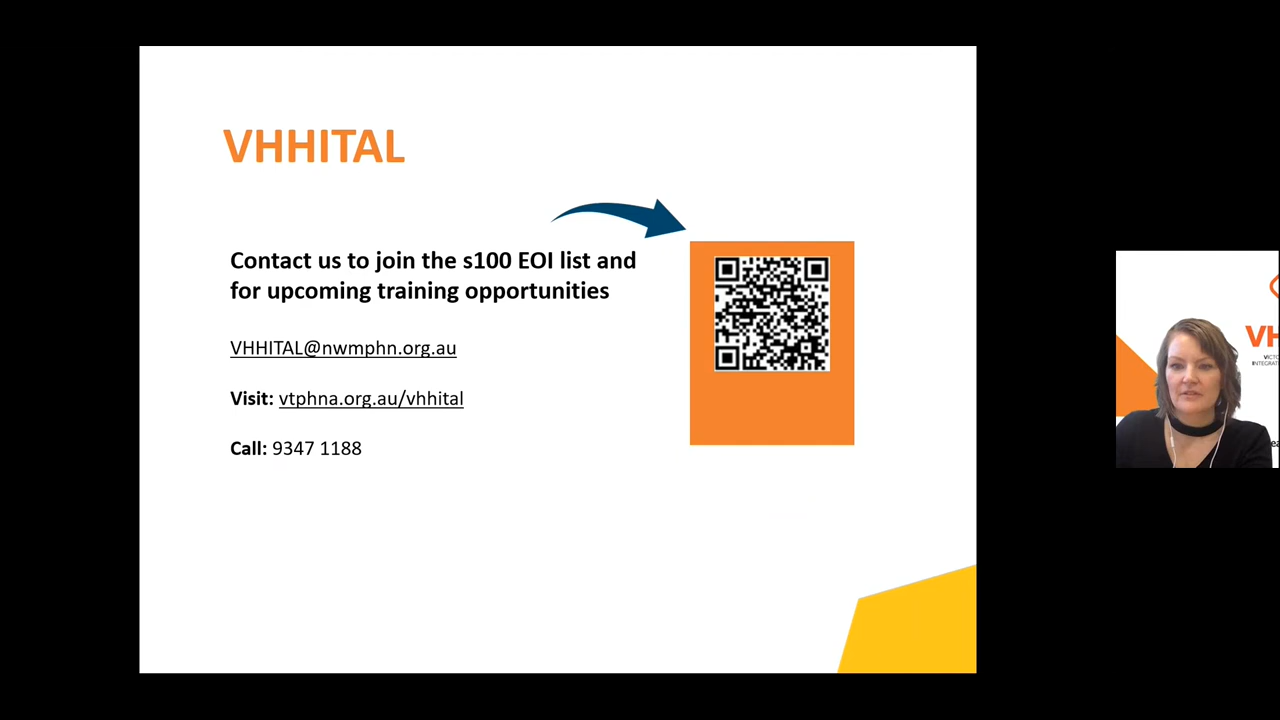 VHHITAL
Contact us to join the s100 EOI list and
for upcoming training opportunities
VHHITAL@nwmphn.org.au
Visit: vtphna.org.au/vhhital
Call: 9347 1188